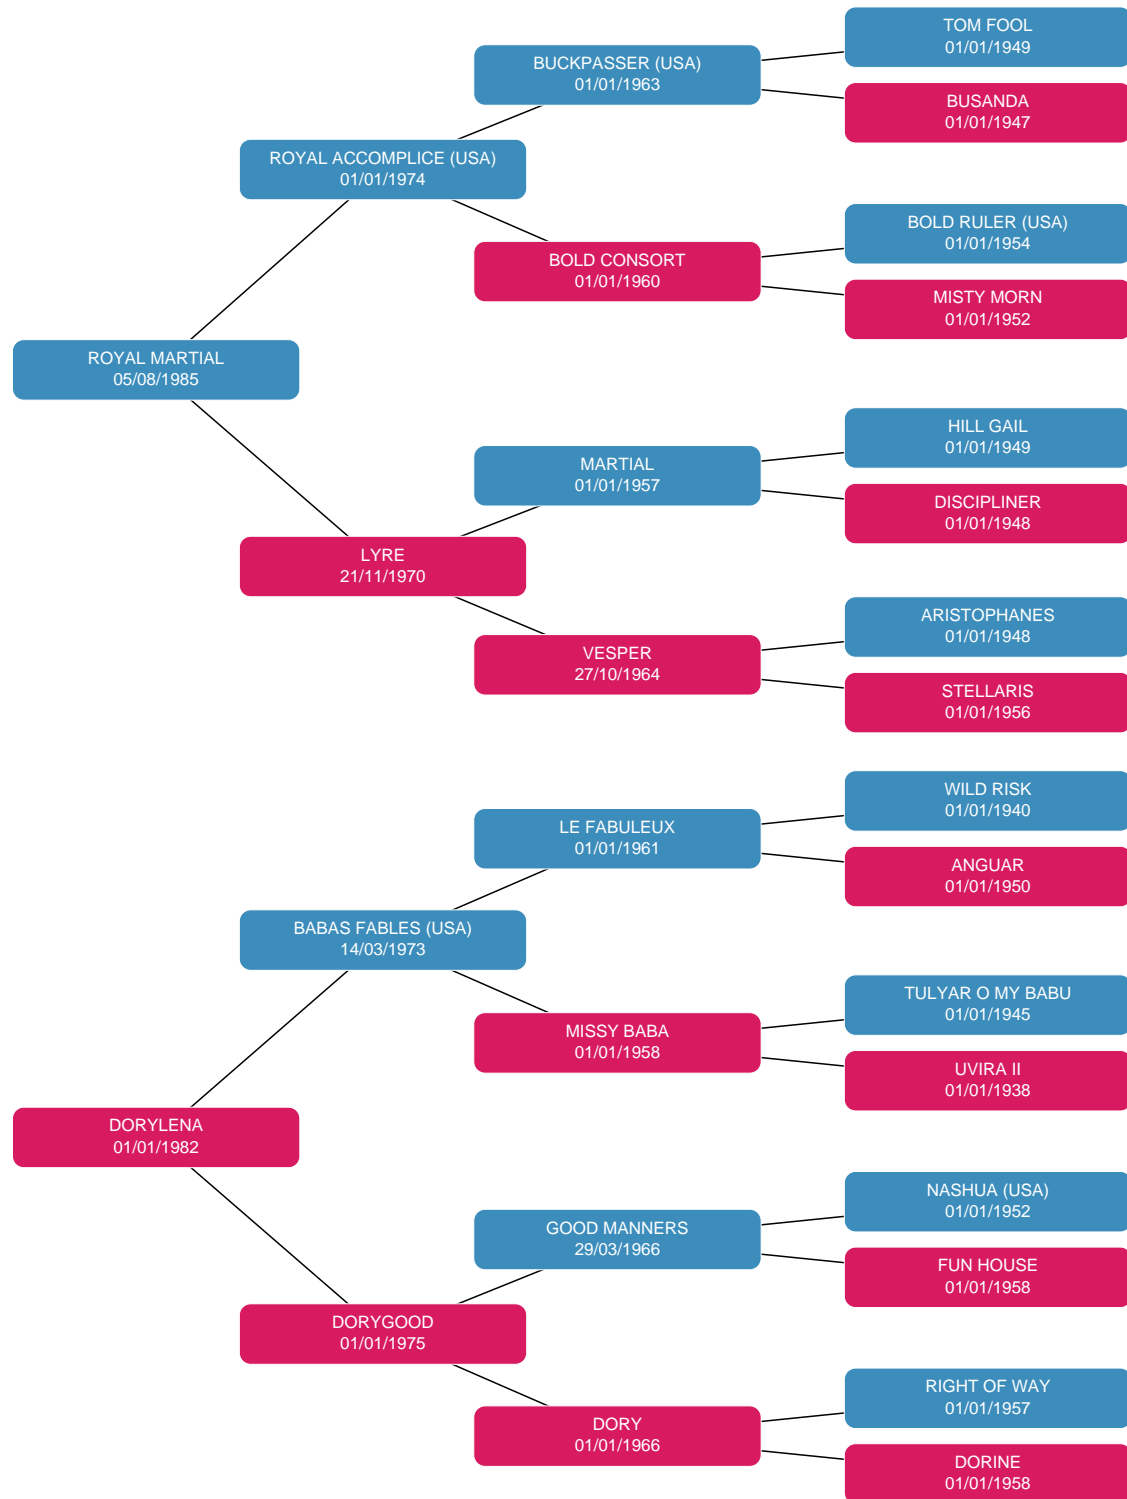 TOM FOOL
01/01/1949
BUCKPASSER (USA)
01/01/1963
BUSANDA
01/01/1947
ROYAL ACCOMPLICE (USA)
01/01/1974
BOLD RULER (USA)
01/01/1954
BOLD CONSORT
01/01/1960
MISTY MORN
01/01/1952
ROYAL MARTIAL
05/08/1985
HILL GAIL
01/01/1949
MARTIAL
01/01/1957
DISCIPLINER
01/01/1948
LYRE
21/11/1970
ARISTOPHANES
01/01/1948
VESPER
27/10/1964
STELLARIS
01/01/1956
WILD RISK
01/01/1940
LE FABULEUX
01/01/1961
ANGUAR
01/01/1950
BABAS FABLES (USA)
14/03/1973
TULYAR O MY BABU
01/01/1945
MISSY BABA
01/01/1958
UVIRA II
01/01/1938
DORYLENA
01/01/1982
NASHUA (USA)
01/01/1952
GOOD MANNERS
29/03/1966
FUN HOUSE
01/01/1958
DORYGOOD
01/01/1975
RIGHT OF WAY
01/01/1957
DORY
01/01/1966
DORINE
01/01/1958